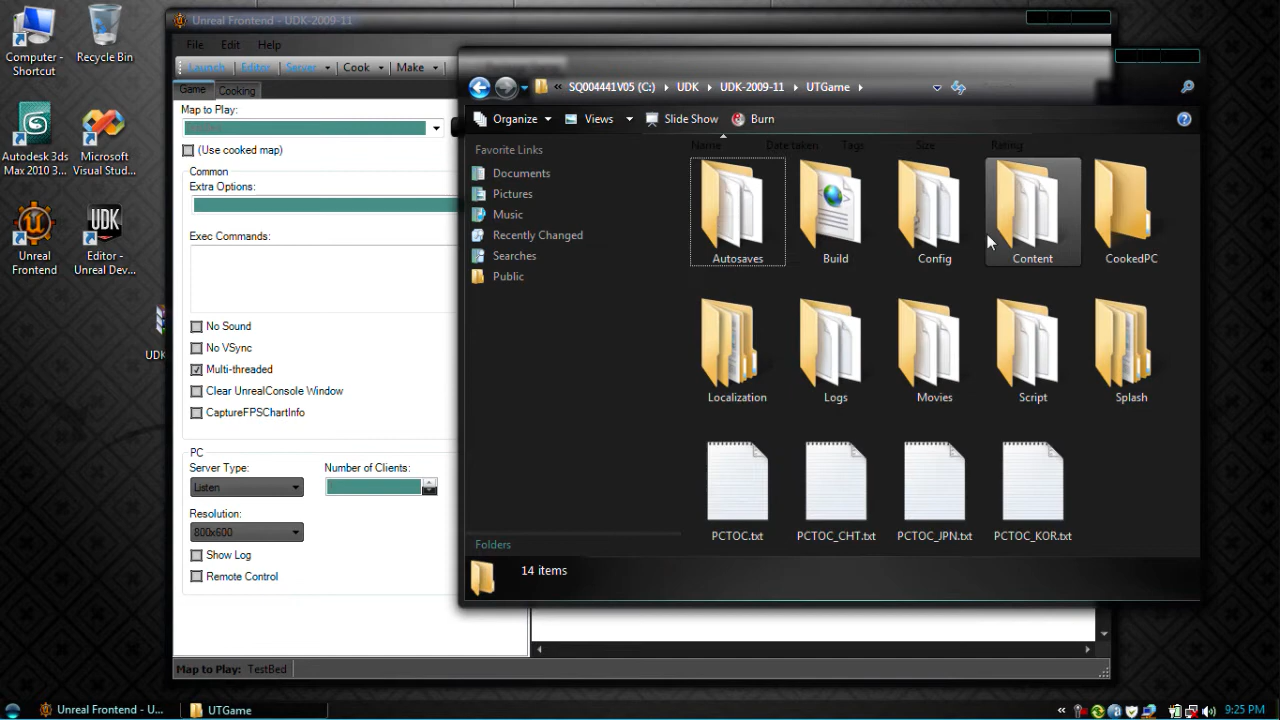 Computer -
Shortcut
Recycle Bin
Autodesk 3ds
Max 2010 3...
Microsoft
Visual Stud...
Unreal
Frontend
Editor -
Unreal Dev...
UDK
Unreal Frontend - UDK-2009-11
File Edit Help
Launch Editor Server Cook Make
Game Cooking
Map to Play:
(Use cooked map)
Common
Extra Options:
Exec Commands:
No Sound
No VSync
Multi-threaded
Clear UnrealConsole Window
CaptureFPSChartInfo
PC
Server Type: Number of Clients:
Listen
Resolution:
800x600
Show Log
Remote Control
Map to Play: TestBed
« SQ004441V05 (C:) UDK UDK-2009-11 UTGame
Organize Views Slide Show Burn
Favorite Links
Documents
Pictures
Music
Recently Changed
Searches
Public
Folders
Name Date taken Tags Size Rating
Autosaves Build Config Content CookedPC
Localization Logs Movies Script Splash
PCTOC.txt PCTOC_CHT.txt PCTOC_JPN.txt PCTOC_KOR.txt
14 items
Unreal Frontend - U... UTGame « 9:25 PM